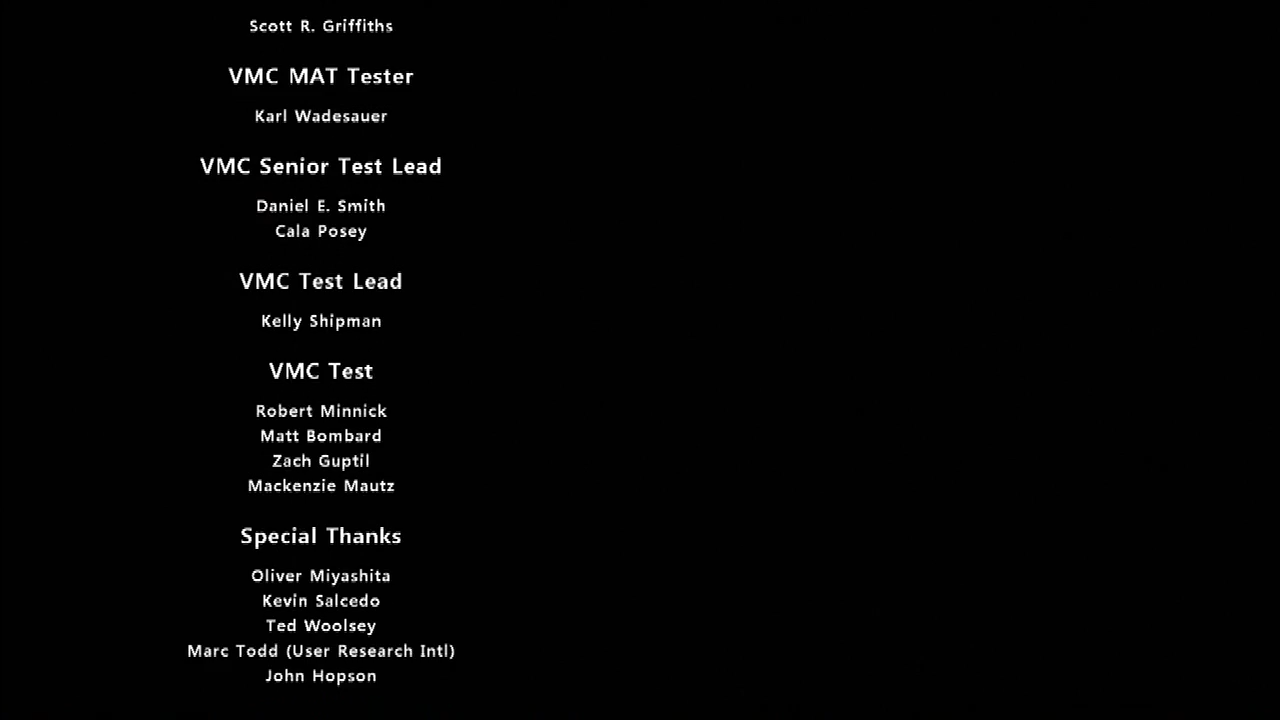 Scott R. Griffiths
VMC MAT Tester
Karl Wadesauer
VMC Senior Test Lead
Daniel E. Smith
Cala Posey
VMC Test Lead
Kelly Shipman
VMC Test
Robert Minnick
Matt Bombard
Zach Guptil
Mackenzie Mautz
Special Thanks
Oliver Miyashita
Kevin Salcedo
Ted Woolsey
Marc Todd (User Research Intl)
John Hopson